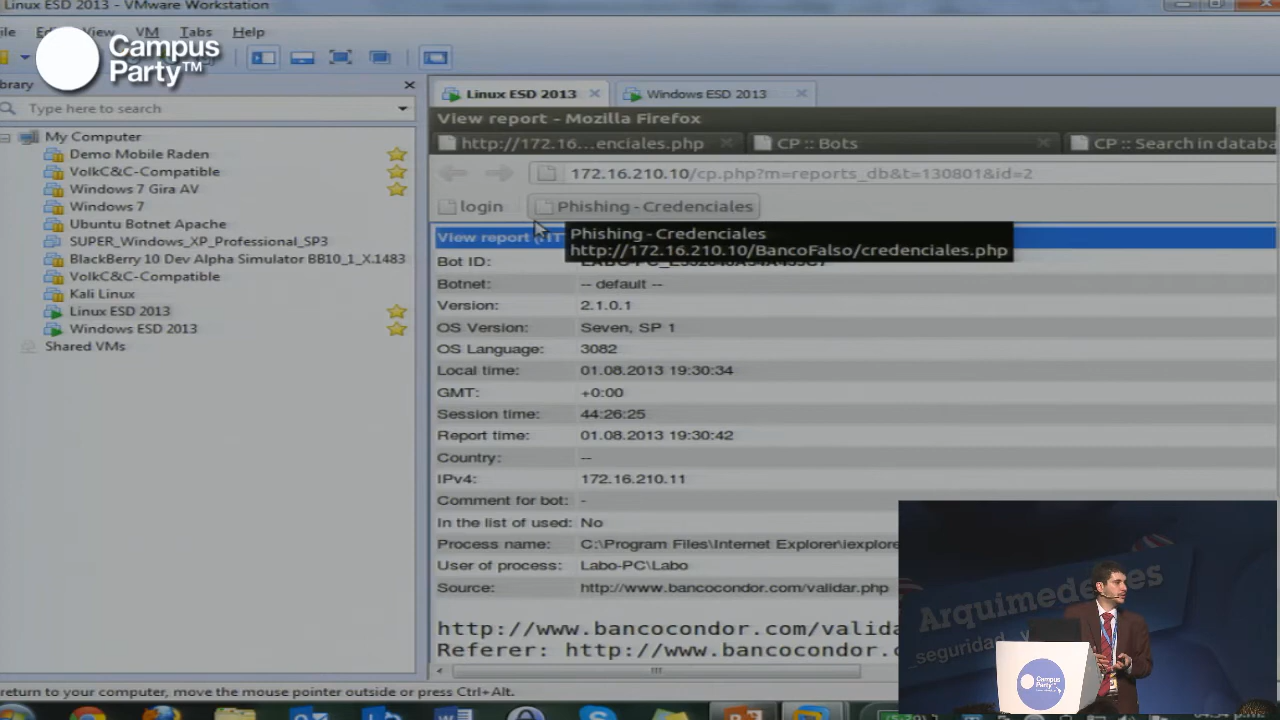 Linux ESD 2013 - VMware Workstation
View VM Tabs Help
Campus
Party™
Type here to search
My Computer
Demo Mobile Raden
VolkC&C-Compatible
Windows 7 Gira AV
Windows 7
Ubuntu Botnet Apache
SUPER_Windows_XP_Professional_SP3
BlackBerry 10 Dev Alpha Simulator BB10_1_X.1483
VolkC&C-Compatible
Kali Linux
Linux ESD 2013
Windows ESD 2013
Shared VMs
Linux ESD 2013
Windows ESD 2013
View report - Mozilla Firefox
http://172.16...enciales.php
CP :: Bots
CP :: Search in databa
172.16.210.10/cp.php?m=reports_db&t=130801&id=2
login
Phishing - Credenciales
View report
Phishing - Credenciales
http://172.16.210.10/BancoFalso/credenciales.php
Bot ID:
Botnet: -- default --
Version: 2.1.0.1
OS Version: Seven, SP 1
OS Language: 3082
Local time: 01.08.2013 19:30:34
GMT: +0:00
Session time: 44:26:25
Report time: 01.08.2013 19:30:42
Country: --
IPv4: 172.16.210.11
Comment for bot: -
In the list of used: No
Process name: C:\Program Files\Internet Explorer\iexplore
User of process: Labo-PC\Labo
Source: http://www.bancocondor.com/validar.php
http://www.bancocondor.com/valida
Referer: http://www.bancocondor.c
return to your computer, move the mouse pointer outside or press Ctrl+Alt.
Arquimedes
seguridad y
Campus
Party